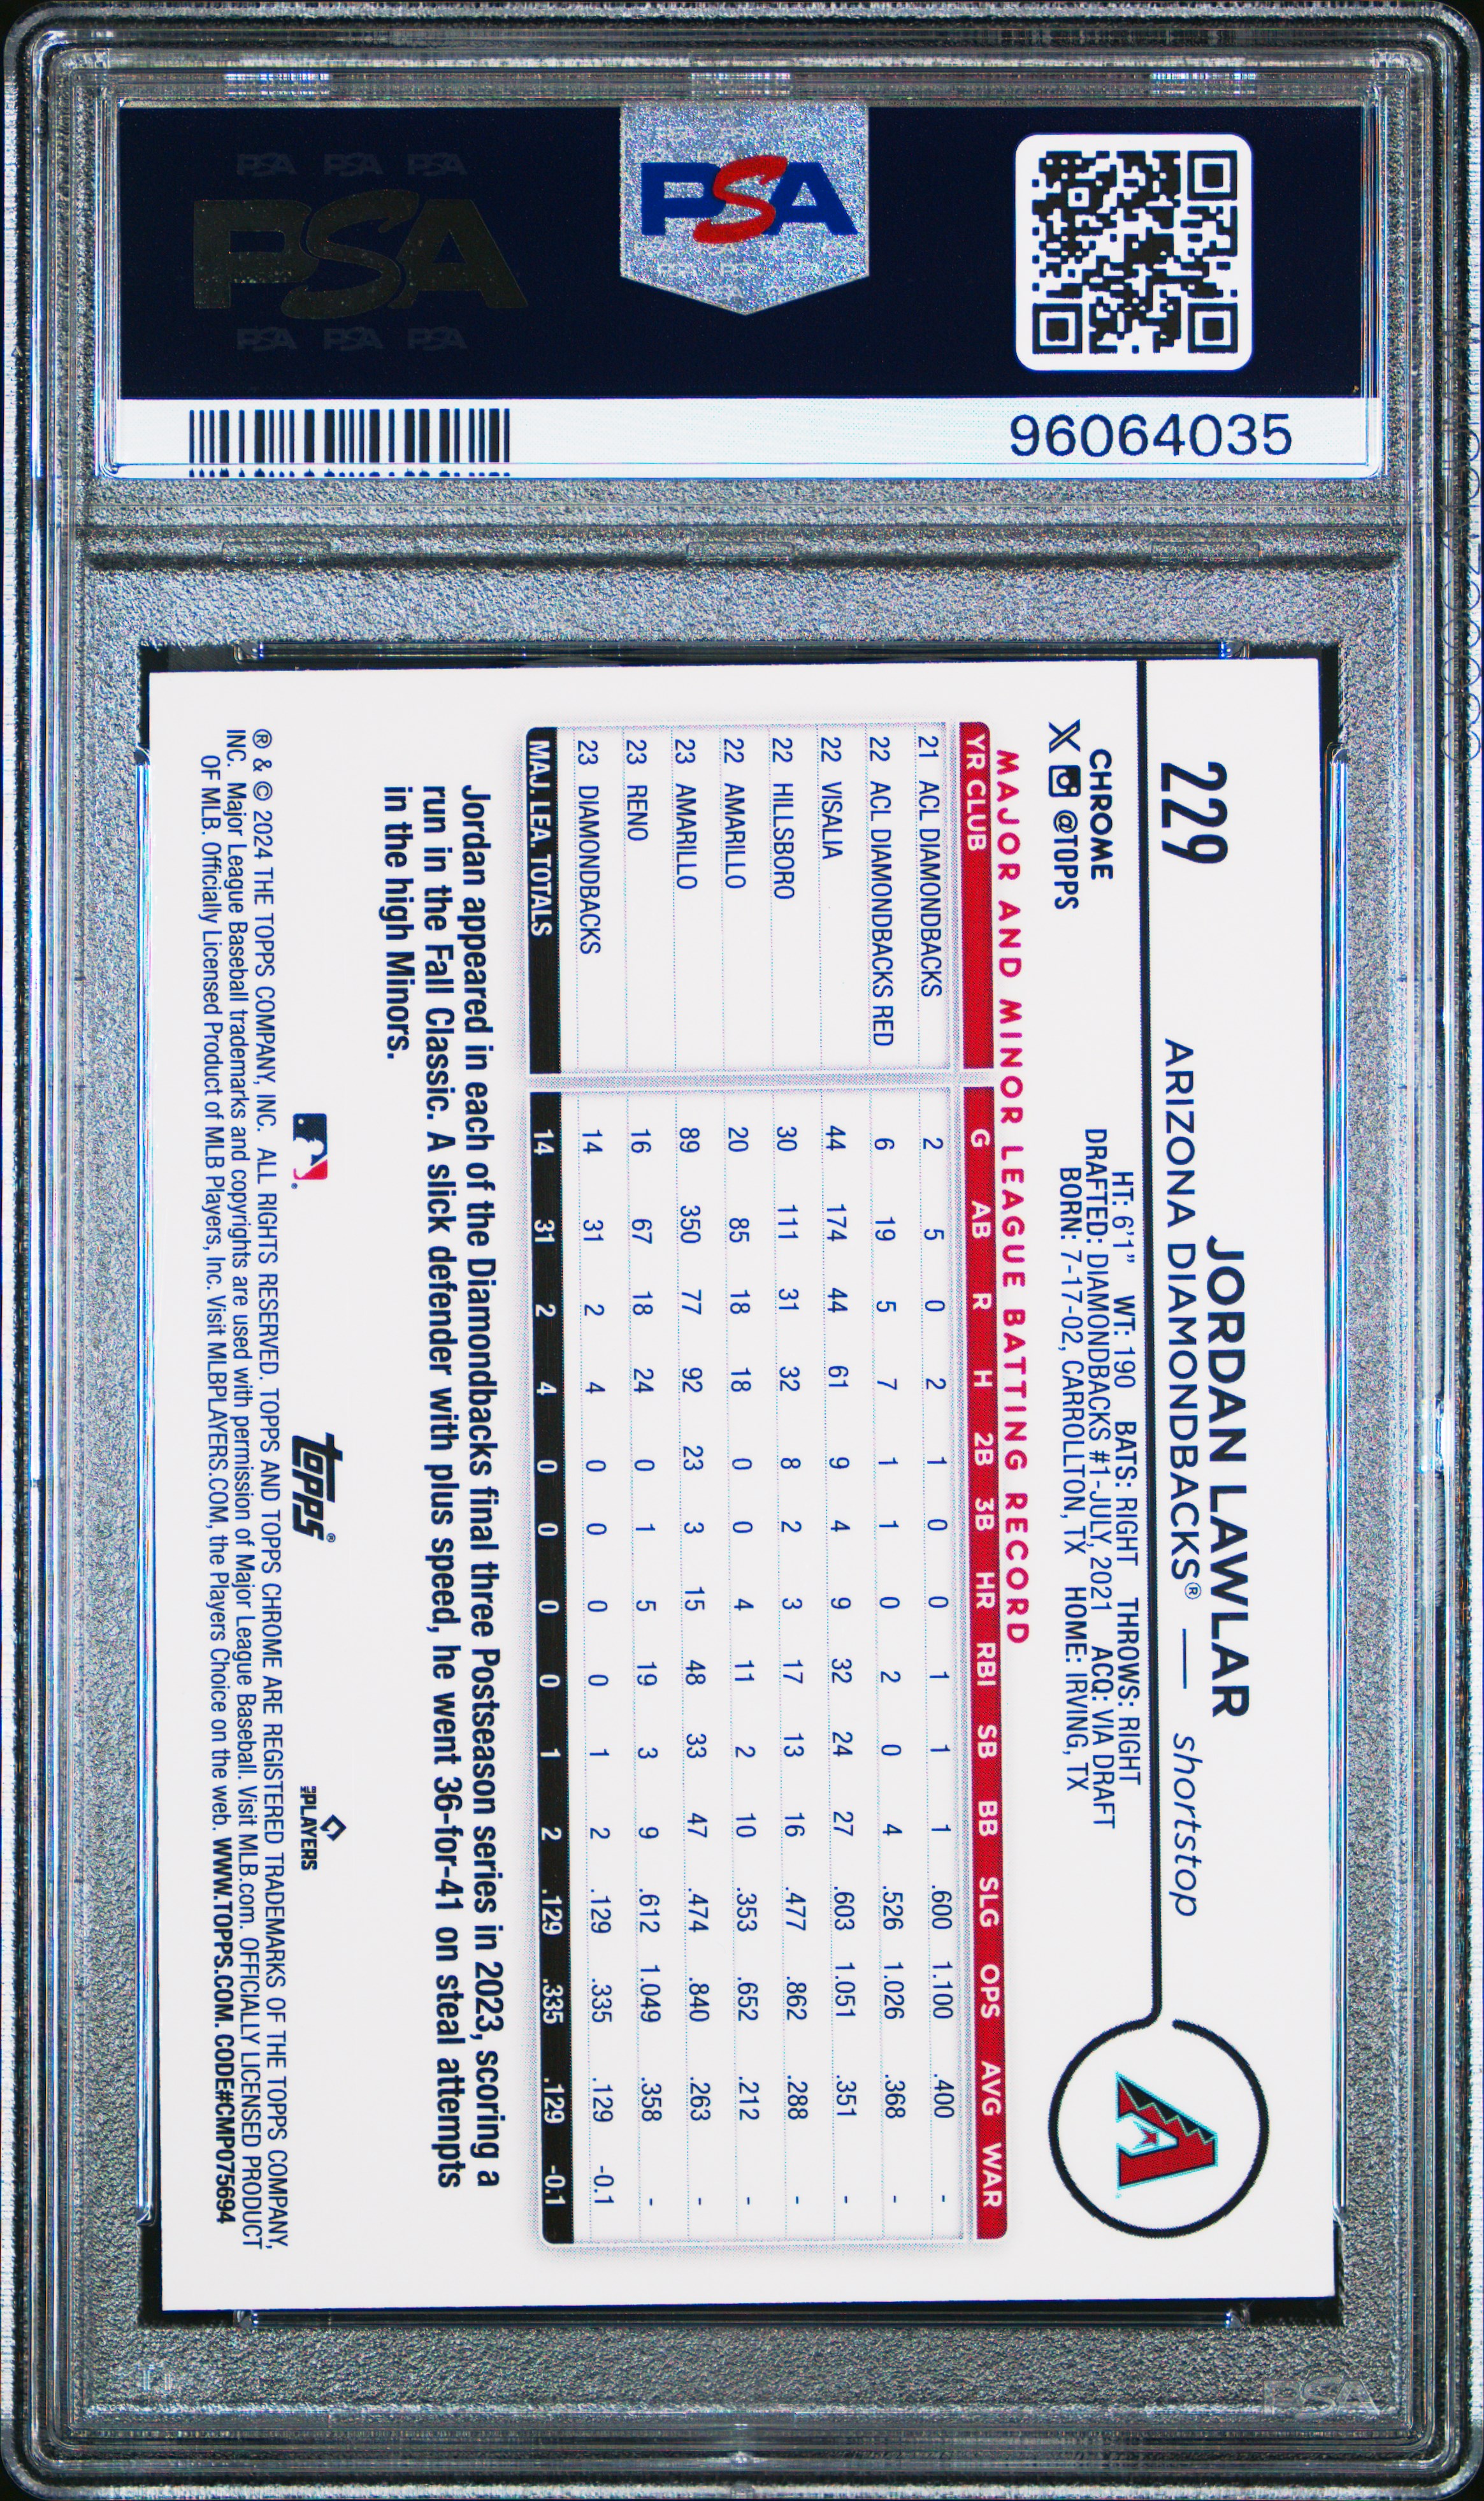 PSA PSA PSA
PSA
PSA PSA PSA
PSA
96064035
229
JORDAN LAWLAR
ARIZONA DIAMONDBACKS® — shortstop
CHROME
X @TOPPS
HT: 6'1" WT: 190 BATS: RIGHT THROWS: RIGHT
DRAFTED: DIAMONDBACKS #1-JULY, 2021 ACQ: VIA DRAFT
BORN: 7-17-02, CARROLLTON, TX HOME: IRVING, TX
MAJOR AND MINOR LEAGUE BATTING RECORD
YR CLUB G AB R H 2B 3B HR RBI SB BB SLG OPS AVG WAR
21 ACL DIAMONDBACKS 2 5 0 2 1 0 0 1 1 1 .600 1.100 .400 -
22 ACL DIAMONDBACKS RED 6 19 5 7 1 1 0 2 0 4 .526 1.026 .368 -
22 VISALIA 44 174 44 61 9 4 9 32 24 27 .603 1.051 .351 -
22 HILLSBORO 30 111 31 32 8 2 3 17 13 16 .477 .862 .288 -
22 AMARILLO 20 85 18 18 0 0 4 11 2 10 .353 .652 .212 -
23 AMARILLO 89 350 77 92 23 3 15 48 33 47 .474 .840 .263 -
23 RENO 16 67 18 24 0 1 5 19 3 9 .612 1.049 .358 -
23 DIAMONDBACKS 14 31 2 4 0 0 0 0 1 2 .129 .335 .129 -0.1
MAJ. LEA. TOTALS 14 31 2 4 0 0 0 0 1 2 .129 .335 .129 -0.1
Jordan appeared in each of the Diamondbacks final three Postseason series in 2023, scoring a
run in the Fall Classic. A slick defender with plus speed, he went 36-for-41 on steal attempts
in the high Minors.
topps®
MLB PLAYERS
® & © 2024 THE TOPPS COMPANY, INC. ALL RIGHTS RESERVED. TOPPS AND TOPPS CHROME ARE REGISTERED TRADEMARKS OF THE TOPPS COMPANY,
INC. Major League Baseball trademarks and copyrights are used with permission of Major League Baseball. Visit MLB.com. OFFICIALLY LICENSED PRODUCT
OF MLB. Officially Licensed Product of MLB Players, Inc. Visit MLBPLAYERS.COM, the Players Choice on the web. WWW.TOPPS.COM. CODE#CMP075694
PSA